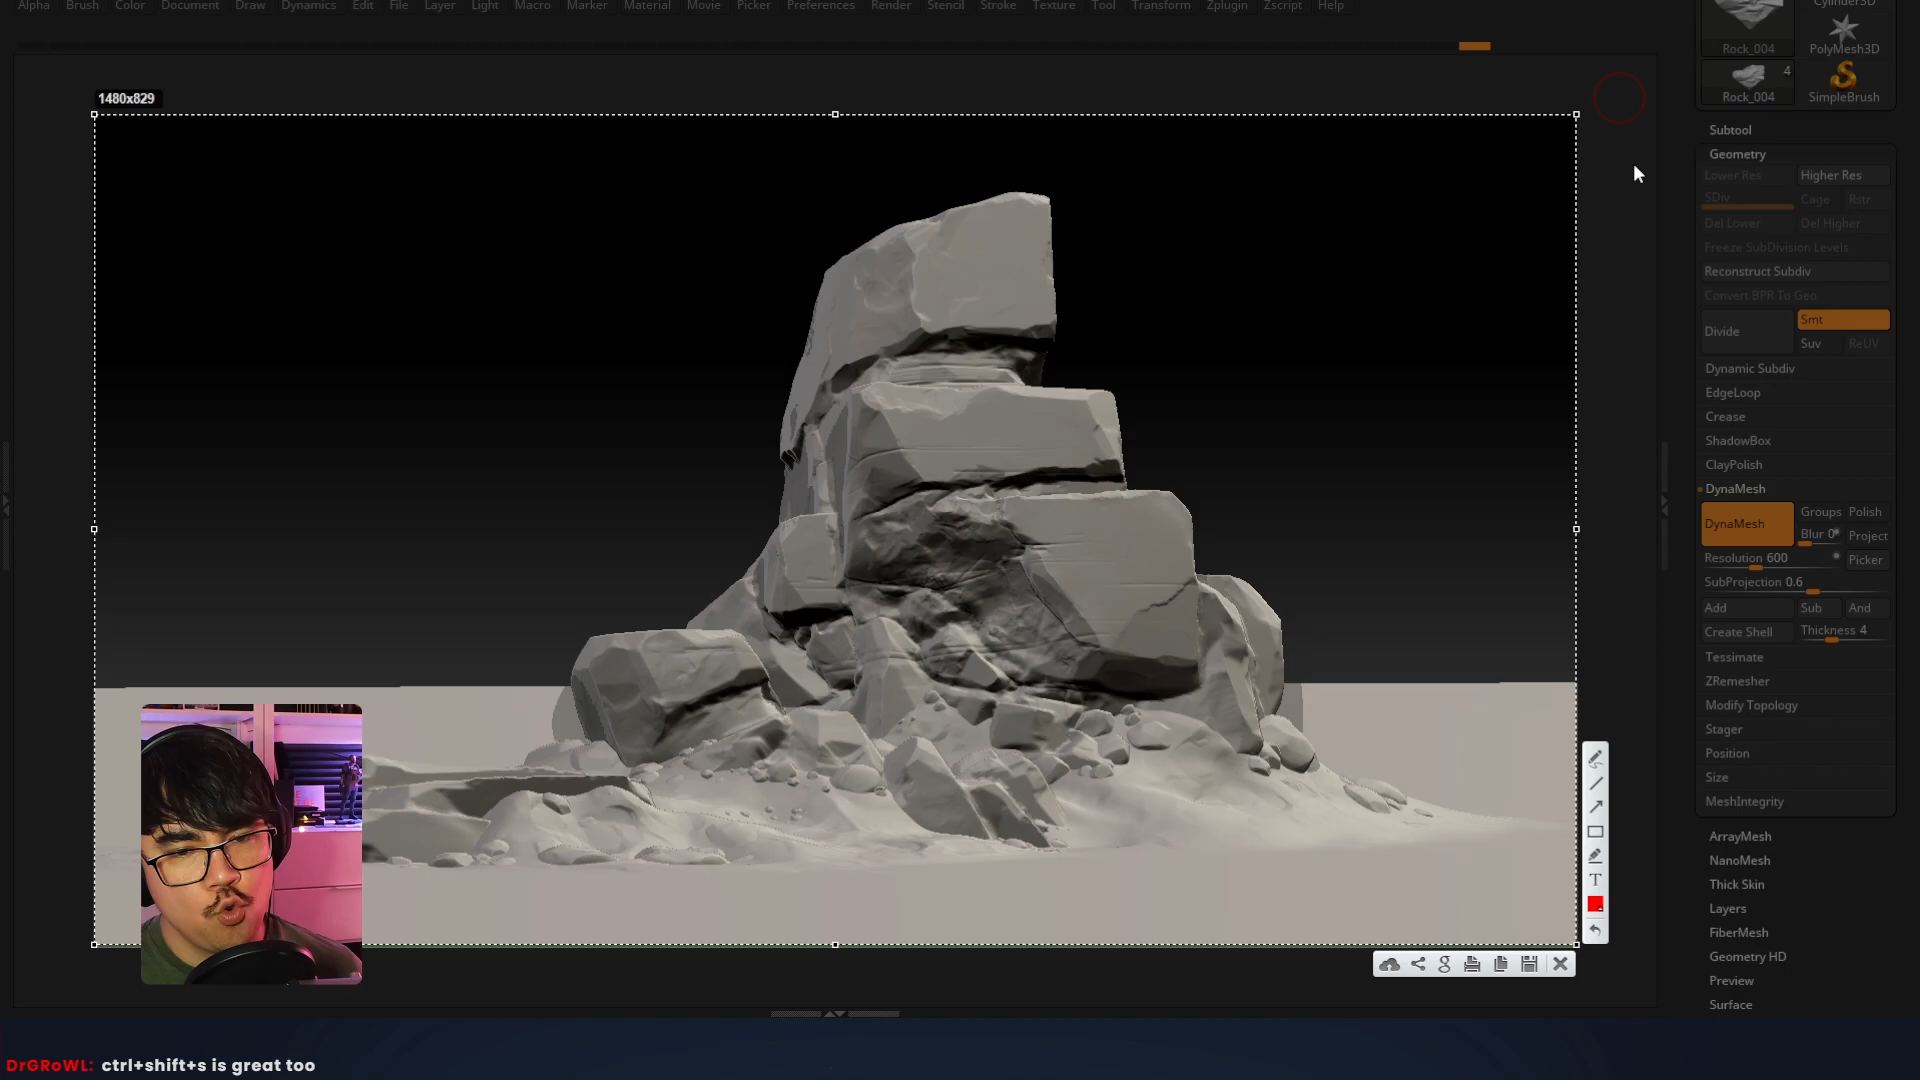 Alpha Brush Color Document Draw Dynamics Edit File Layer Light Macro Marker Material Movie Picker Preferences Render Stencil Stroke Texture Tool Transform Zplugin Zscript Help
Cylinder3D
Rock_004 PolyMesh3D
4
Rock_004 SimpleBrush
1480x829
Subtool
Geometry
Lower Res Higher Res
SDiv Cage Rstr
Del Lower Del Higher
Freeze SubDivision Levels
Reconstruct Subdiv
Convert BPR To Geo
Divide Smt
Suv ReUV
Dynamic Subdiv
EdgeLoop
Crease
ShadowBox
ClayPolish
DynaMesh
DynaMesh Groups Polish
Blur 0 Project
Resolution 600 Picker
SubProjection 0.6
Add Sub And
Create Shell Thickness 4
Tessimate
ZRemesher
Modify Topology
Stager
Position
Size
MeshIntegrity
ArrayMesh
NanoMesh
Thick Skin
Layers
FiberMesh
Geometry HD
Preview
Surface
T
g
DrGRoWL: ctrl+shift+s is great too